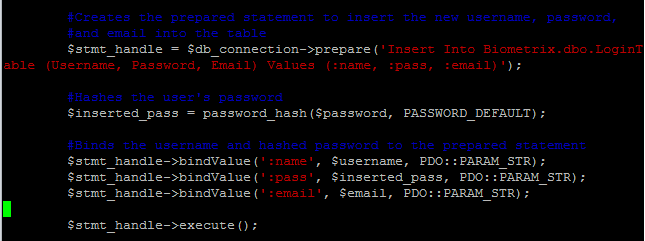 #Creates the prepared statement to insert the new username, password,
#and email into the table
$stmt_handle = $db_connection->prepare('Insert Into Biometrix.dbo.LoginT
able (Username, Password, Email) Values (:name, :pass, :email)');
#Hashes the user's password
$inserted_pass = password_hash($password, PASSWORD_DEFAULT);
#Binds the username and hashed password to the prepared statement
$stmt_handle->bindValue(':name', $username, PDO::PARAM_STR);
$stmt_handle->bindValue(':pass', $inserted_pass, PDO::PARAM_STR);
$stmt_handle->bindValue(':email', $email, PDO::PARAM_STR);
$stmt_handle->execute();